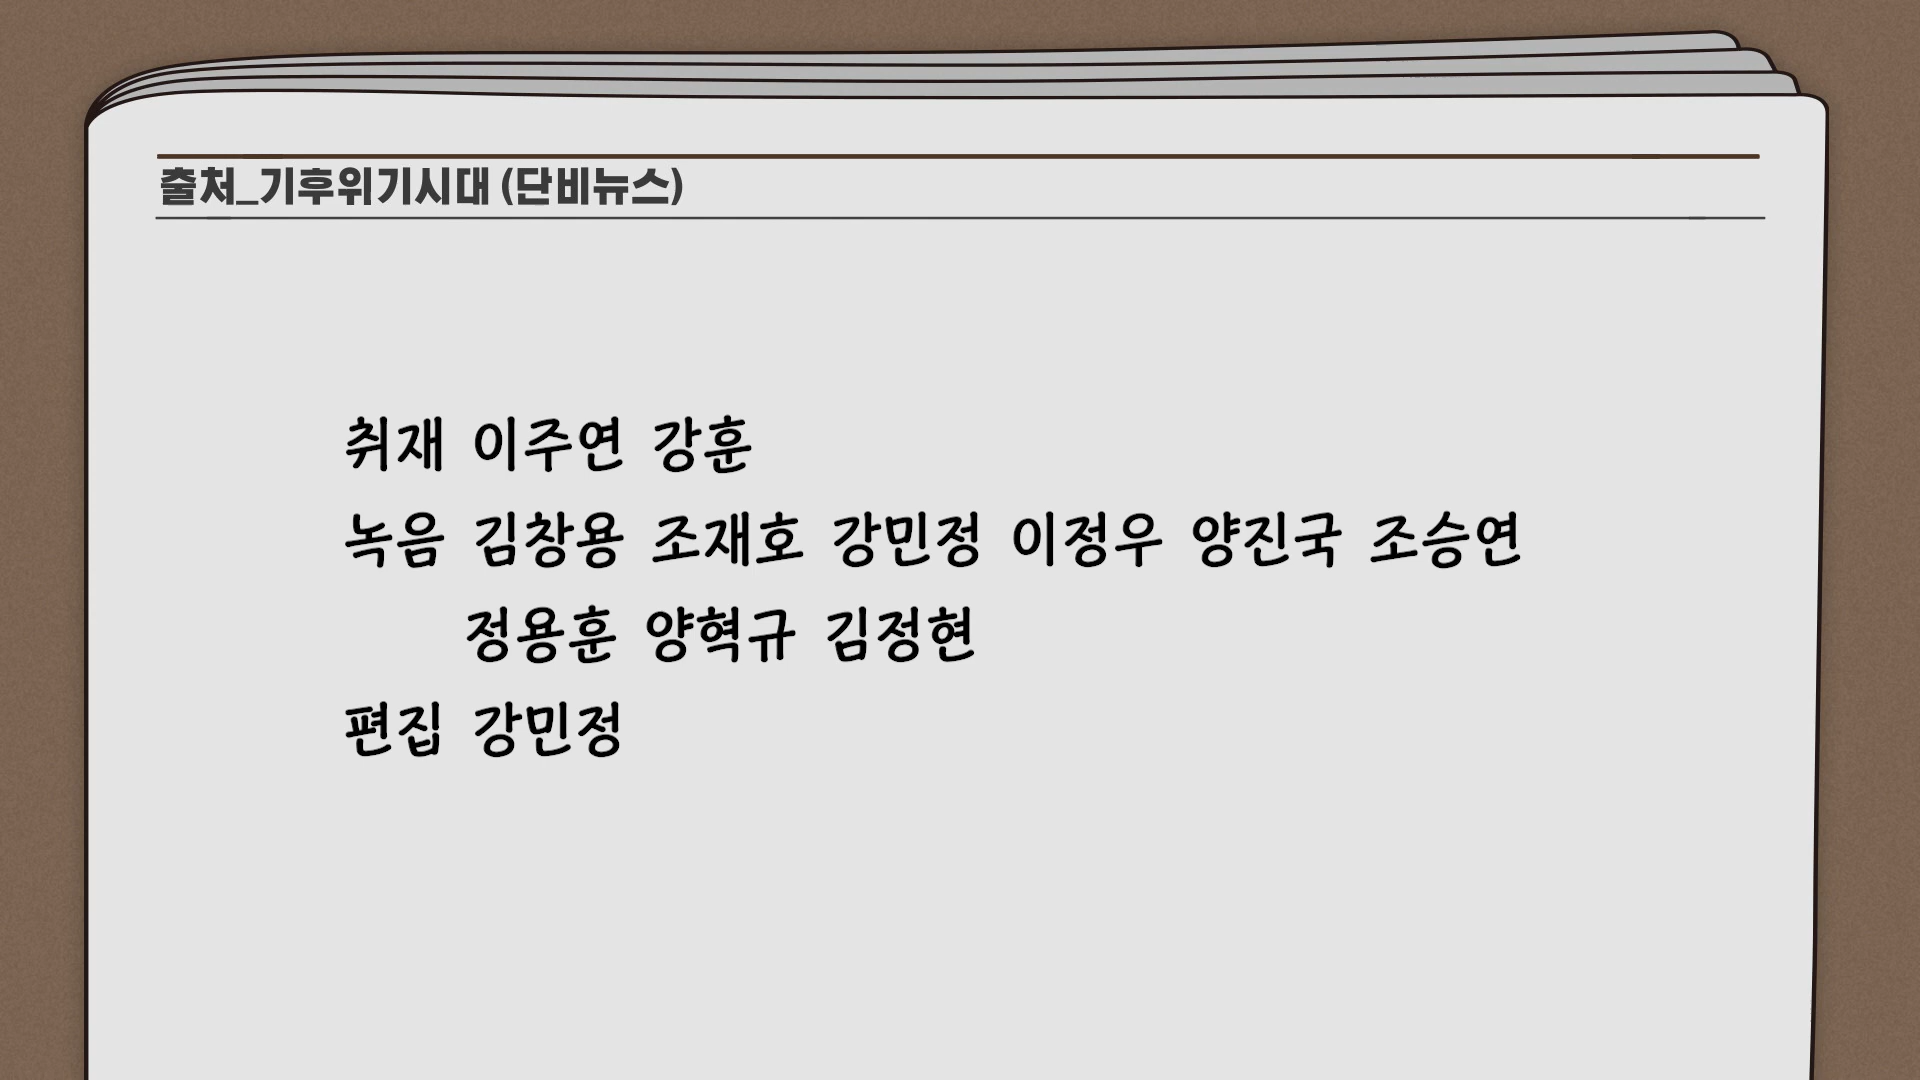 출처_기후위기시대 (단비뉴스)
취재 이주연 강훈
녹음 김창용 조재호 강민정 이정우 양진국 조승연
정용훈 양혁규 김정현
편집 강민정